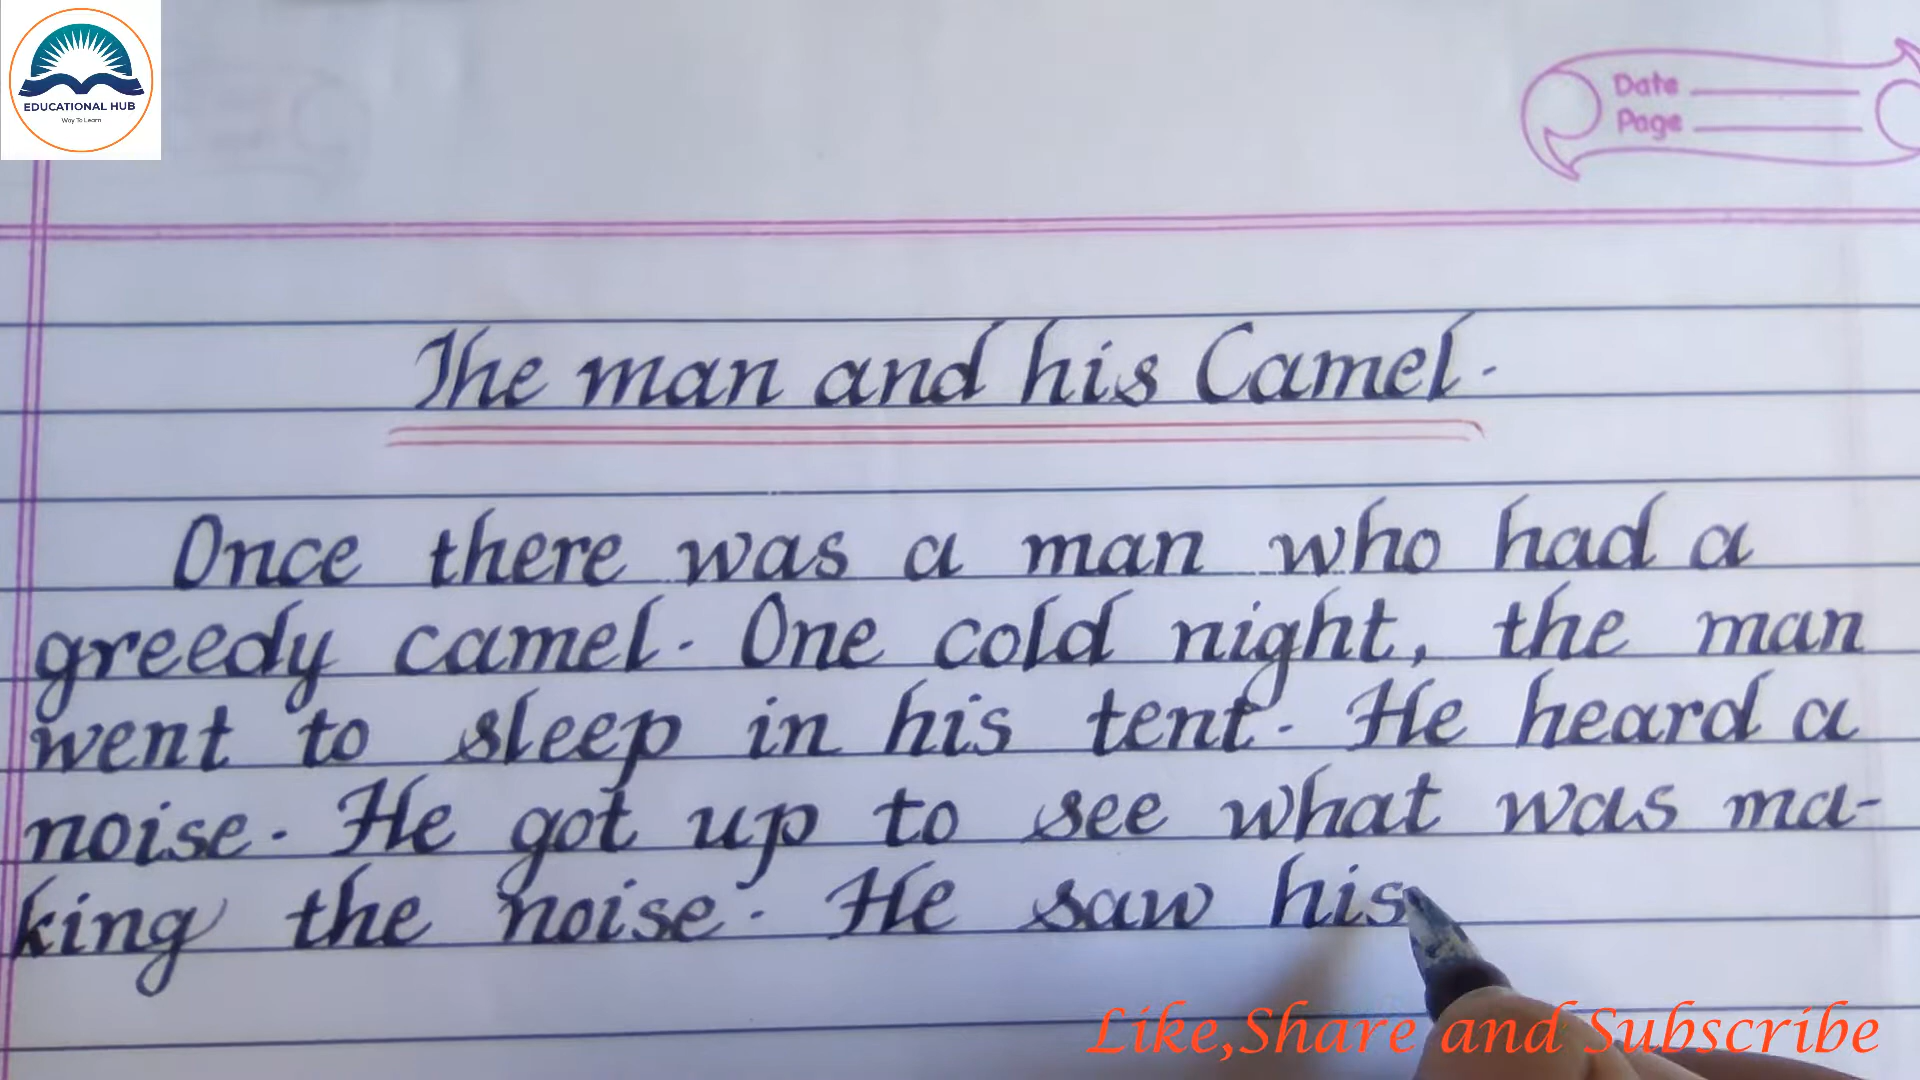 EDUCATIONAL HUB
Way To Learn
Date
Page
The man and his Camel.
Once there was a man who had a
greedy camel. One cold night, the man
went to sleep in his tent. He heard a
noise. He got up to see what was ma-
king the noise. He saw his
Like,Share and Subscribe